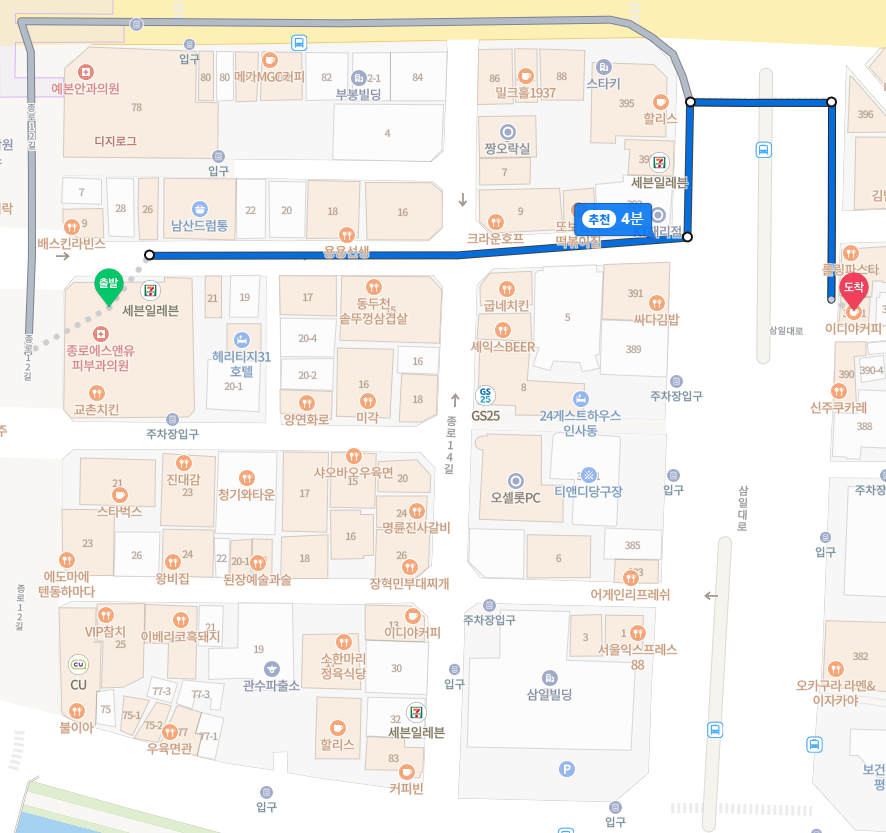 입구
예본안과의원
80
80
메가MGC커피
82
2-1
84
부봉빌딩
86
88
밀크홀1937
스타키
395
할리스
396
78
디지로그
4
짱오락실
7
세븐일레븐
종로12길
입구
7
28
26
9
배스킨라빈스
남산드럼통
22
20
18
16
용용선생
9
크라운호프
떡볶이집
추천 4분
롤링파스타
도착
이디야커피
출발
세븐일레븐
21
19
17
동두천
솥뚜껑삼겹살
굽네치킨
391
싸다김밥
5
삼일대로
종로에스앤유
피부과의원
헤리티지31
호텔
20-1
20-4
20-2
16
16
18
세익스BEER
389
390
390-4
종로12길
교촌치킨
양연화로
미각
GS25
8
24게스트하우스
인사동
주차장입구
신주쿠카레
388
주차장입구
종로14길
21
스타벅스
진대감
23
청기와타운
샤오바오우육면
15
17
20
24
명륜진사갈비
오셀롯PC
티앤디당구장
입구
삼일대로
23
26
24
22
20-1
18
16
26
에도마에
텐동하마다
왕비집
된장예술과술
장혁민부대찌개
6
385
어게인리프레쉬
입구
종로12길
VIP참치
25
이베리코흑돼지
21
19
13
이디야커피
주차장입구
3
1
서울익스프레스
88
382
CU
소한마리
정육식당
30
관수파출소
입구
삼일빌딩
오카구라 라멘&
이자카야
77-3
77-3
75
75-1
75-2
77
77-1
불이아
우육면관
32
세븐일레븐
할리스
83
커피빈
P
입구
입구